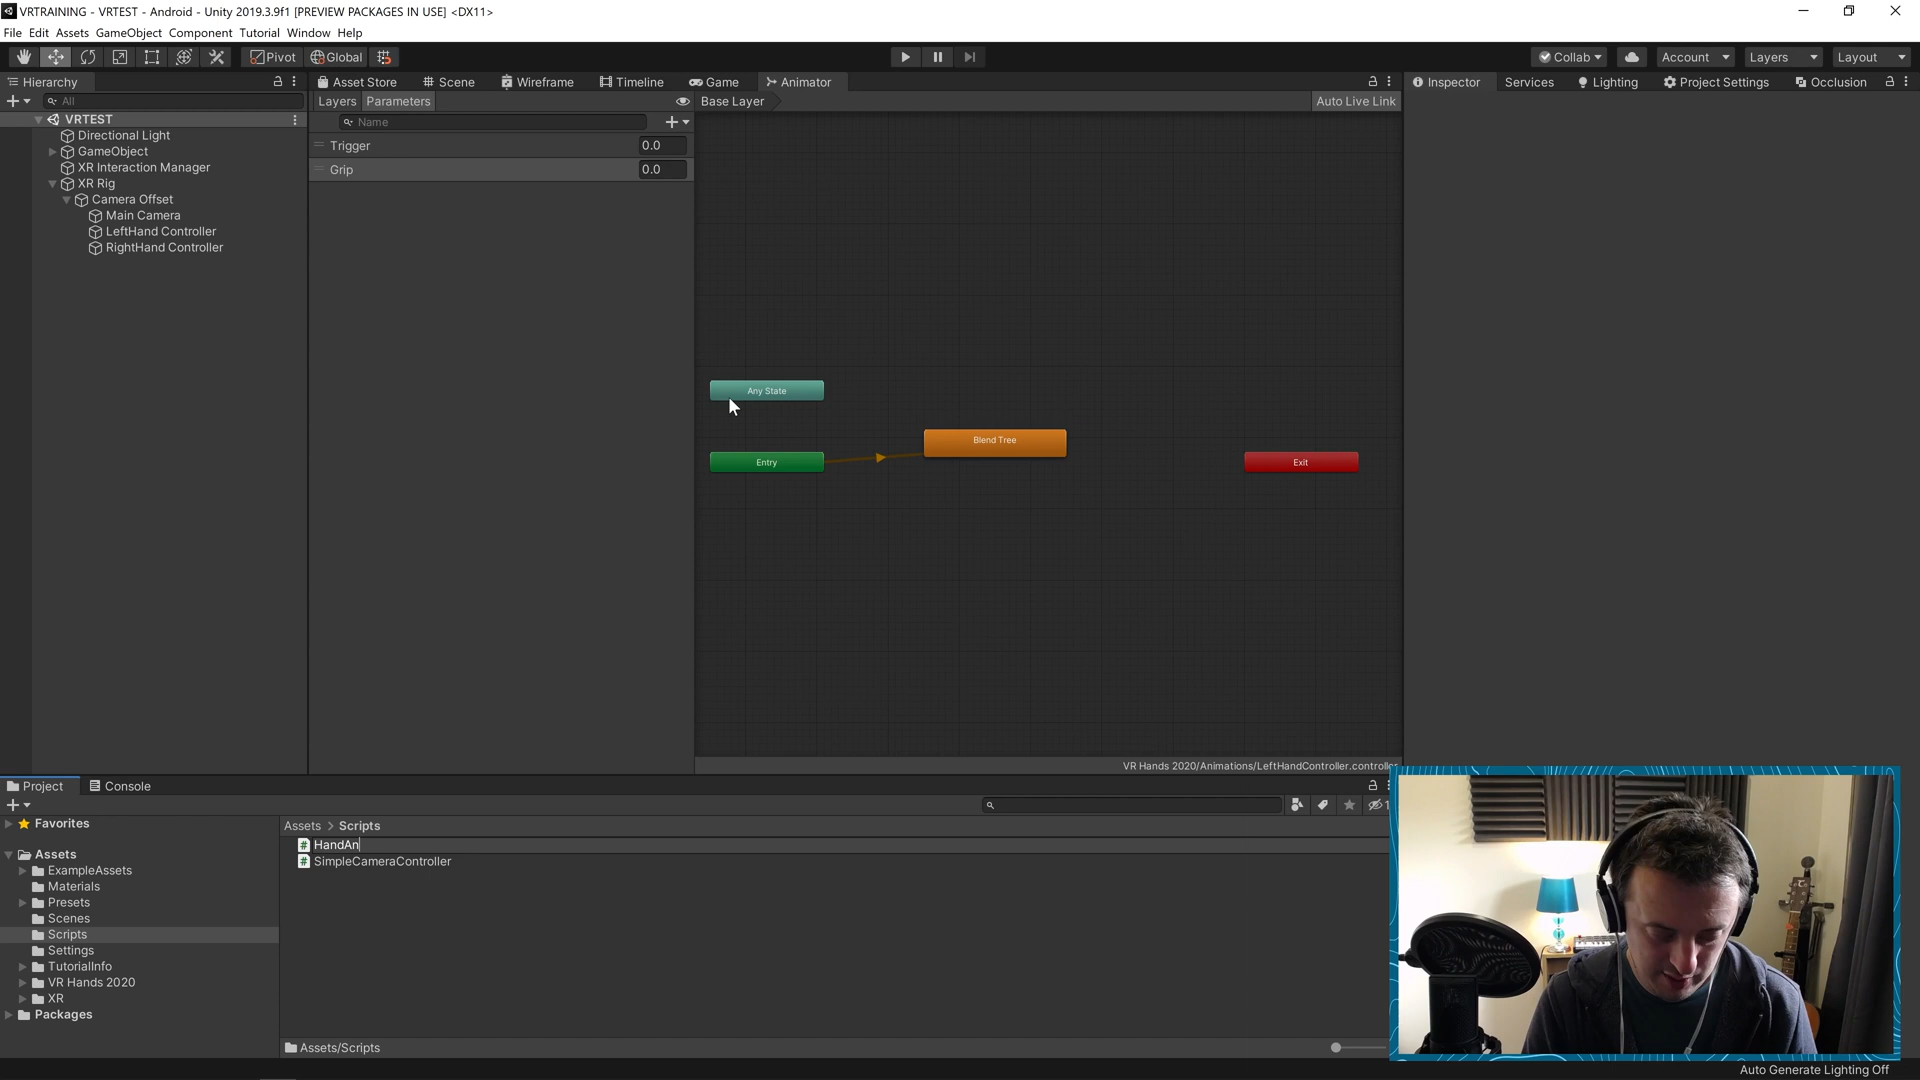 VRTRAINING - VRTEST - Android - Unity 2019.3.9f1 [PREVIEW PACKAGES IN USE] <DX11>
File Edit Assets GameObject Component Tutorial Window Help
Pivot Global Collab Account Layers Layout
Hierarchy Asset Store Scene Wireframe Timeline Game Animator Inspector Services Lighting Project Settings Occlusion
All Layers Parameters Base Layer Auto Live Link
VRTEST Name
Directional Light Trigger 0.0
GameObject
XR Interaction Manager Grip 0.0
XR Rig
Camera Offset
Main Camera
LeftHand Controller
RightHand Controller
Any State
Blend Tree
Entry Exit
VR Hands 2020/Animations/LeftHandController.controller
Project Console
Favorites Assets > Scripts
HandAn
Assets SimpleCameraController
ExampleAssets
Materials
Presets
Scenes
Scripts
Settings
TutorialInfo
VR Hands 2020
XR
Packages
Assets/Scripts
Auto Generate Lighting Off